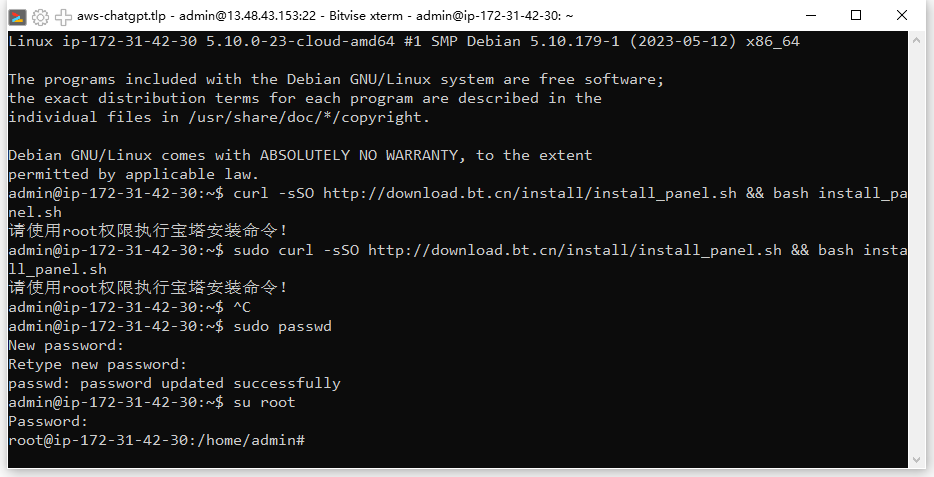 aws-chatgpt.tlp - admin@13.48.43.153:22 - Bitvise xterm - admin@ip-172-31-42-30: ~
Linux ip-172-31-42-30 5.10.0-23-cloud-amd64 #1 SMP Debian 5.10.179-1 (2023-05-12) x86_64
The programs included with the Debian GNU/Linux system are free software;
the exact distribution terms for each program are described in the
individual files in /usr/share/doc/*/copyright.
Debian GNU/Linux comes with ABSOLUTELY NO WARRANTY, to the extent
permitted by applicable law.
admin@ip-172-31-42-30:~$ curl -sSO http://download.bt.cn/install/install_panel.sh && bash install_pa
nel.sh
请使用root权限执行宝塔安装命令！
admin@ip-172-31-42-30:~$ sudo curl -sSO http://download.bt.cn/install/install_panel.sh && bash insta
ll_panel.sh
请使用root权限执行宝塔安装命令！
admin@ip-172-31-42-30:~$ ^C
admin@ip-172-31-42-30:~$ sudo passwd
New password:
Retype new password:
passwd: password updated successfully
admin@ip-172-31-42-30:~$ su root
Password:
root@ip-172-31-42-30:/home/admin#